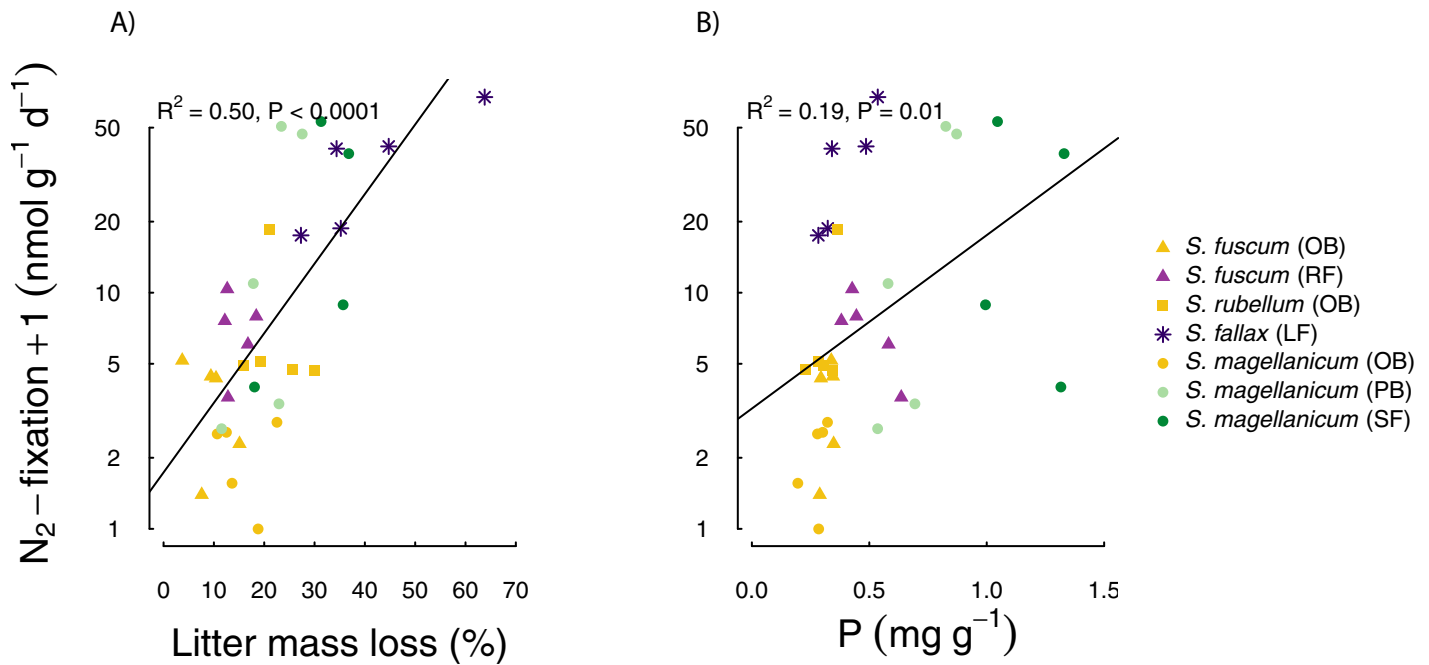 A)
B)
N₂−fixation + 1 (nmol g⁻¹ d⁻¹)
R² = 0.50, P < 0.0001
50
20
10
5
2
1
0 10 20 30 40 50 60 70
Litter mass loss (%)
R² = 0.19, P = 0.01
50
20
10
5
2
1
0.0 0.5 1.0 1.5
P (mg g⁻¹)
S. fuscum (OB)
S. fuscum (RF)
S. rubellum (OB)
S. fallax (LF)
S. magellanicum (OB)
S. magellanicum (PB)
S. magellanicum (SF)